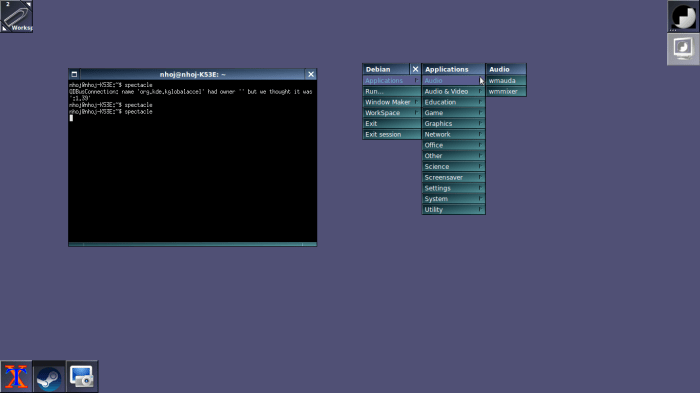 2
Worksp
nhoj@nhoj-K53E: ~
nhoj@nhoj-K53E:~$ spectacle
QDBusConnection: name 'org.kde.kglobalaccel' had owner '' but we thought it was
':1.39'
nhoj@nhoj-K53E:~$ spectacle
nhoj@nhoj-K53E:~$ spectacle
Debian
Applications
Run...
Window Maker
WorkSpace
Exit
Exit session
Applications
Audio
Audio & Video
Education
Game
Graphics
Network
Office
Other
Science
Screensaver
Settings
System
Utility
Audio
wmauda
wmmixer